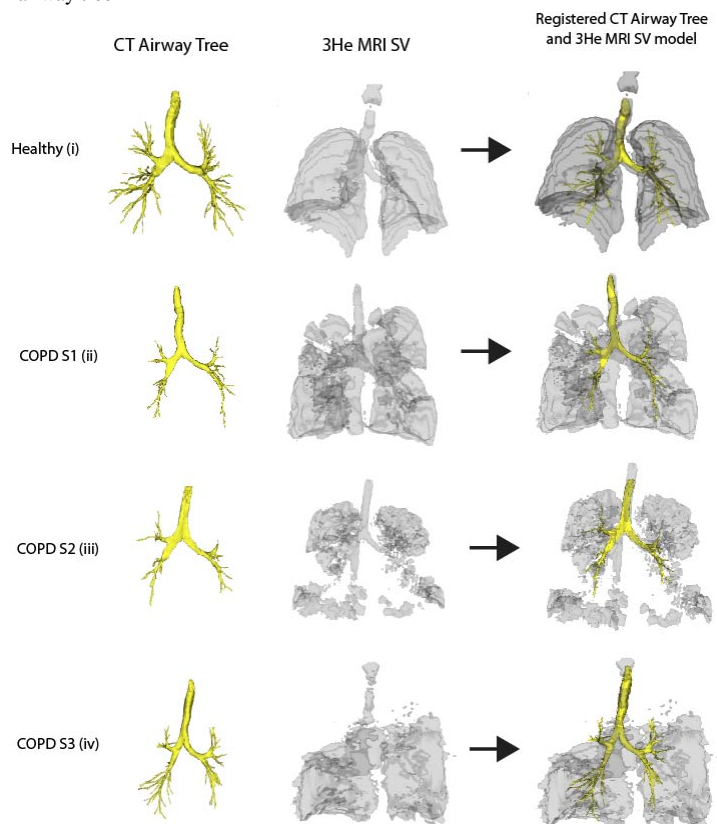 CT Airway Tree
3He MRI SV
Registered CT Airway Tree
and 3He MRI SV model
Healthy (i)
COPD S1 (ii)
COPD S2 (iii)
COPD S3 (iv)